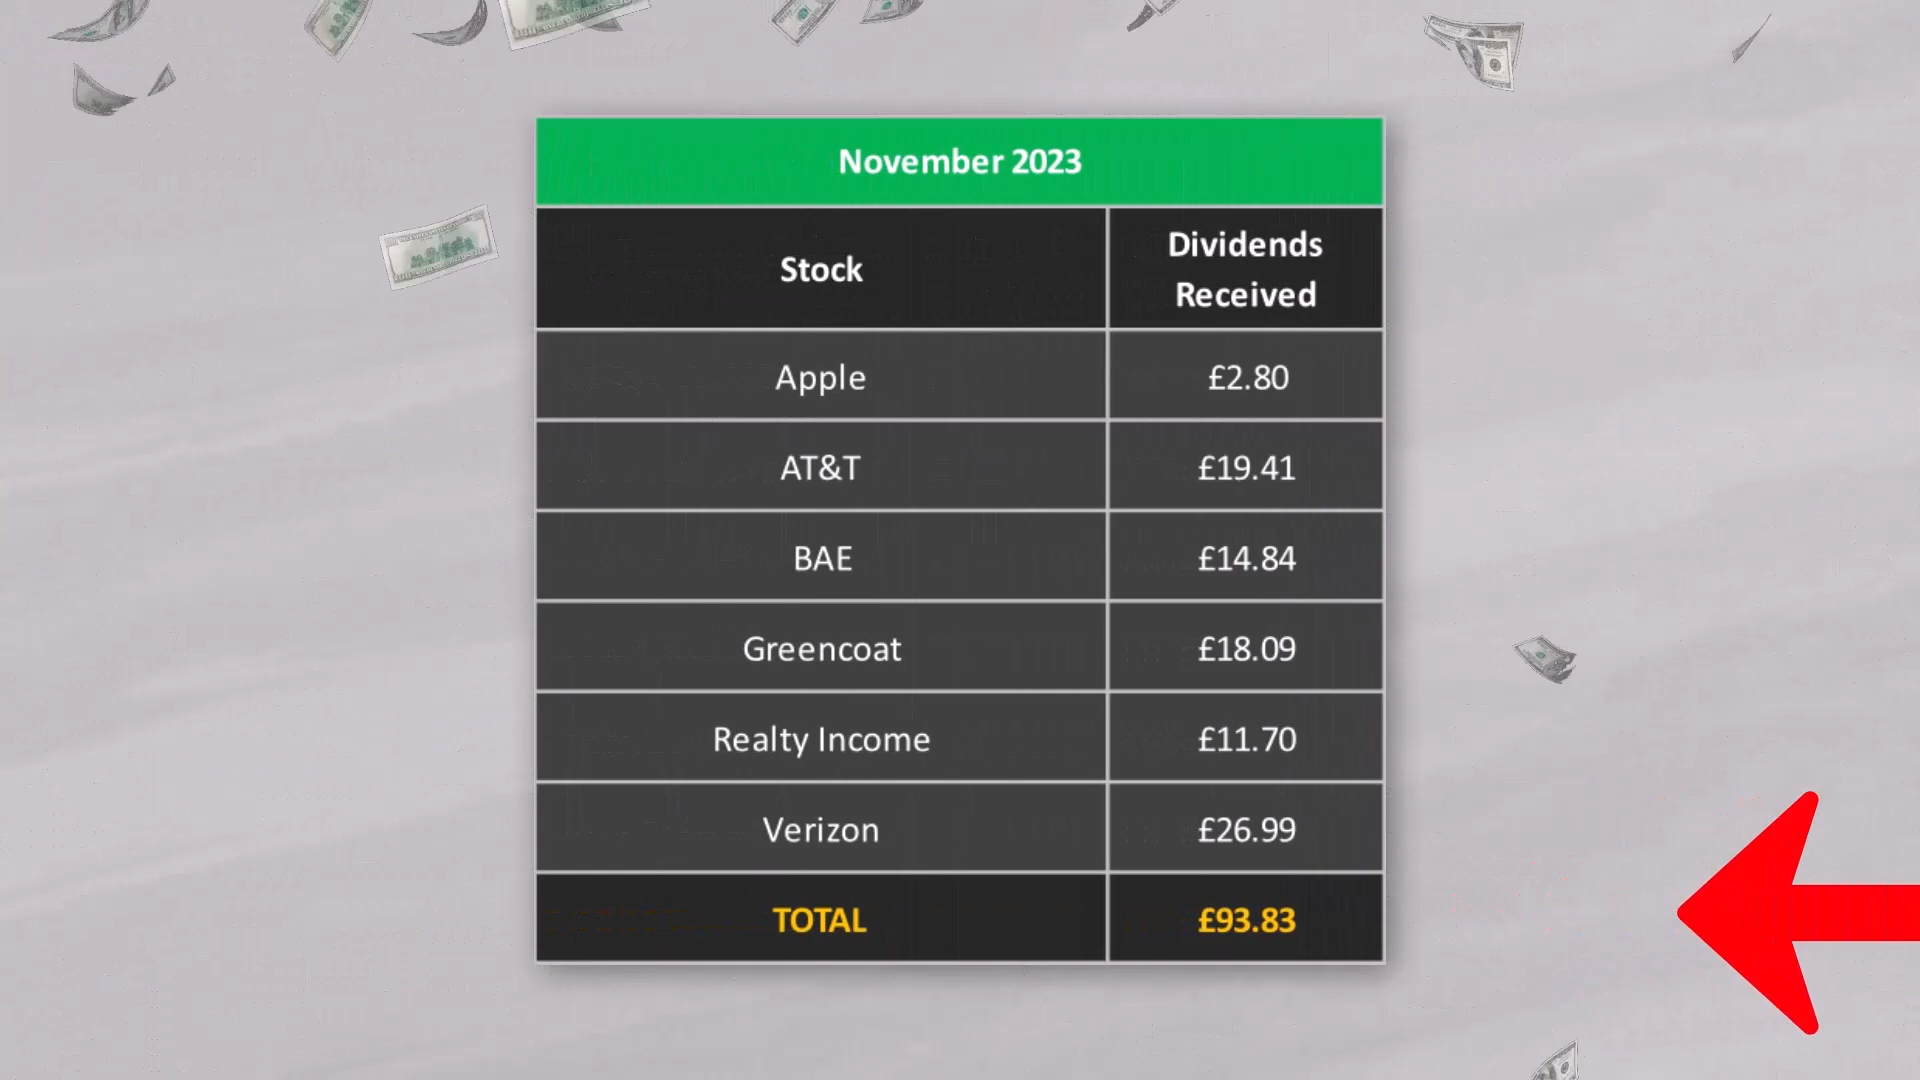 November 2023
Stock
Dividends
Received
Apple £2.80
AT&T £19.41
BAE £14.84
Greencoat £18.09
Realty Income £11.70
Verizon £26.99
TOTAL £93.83